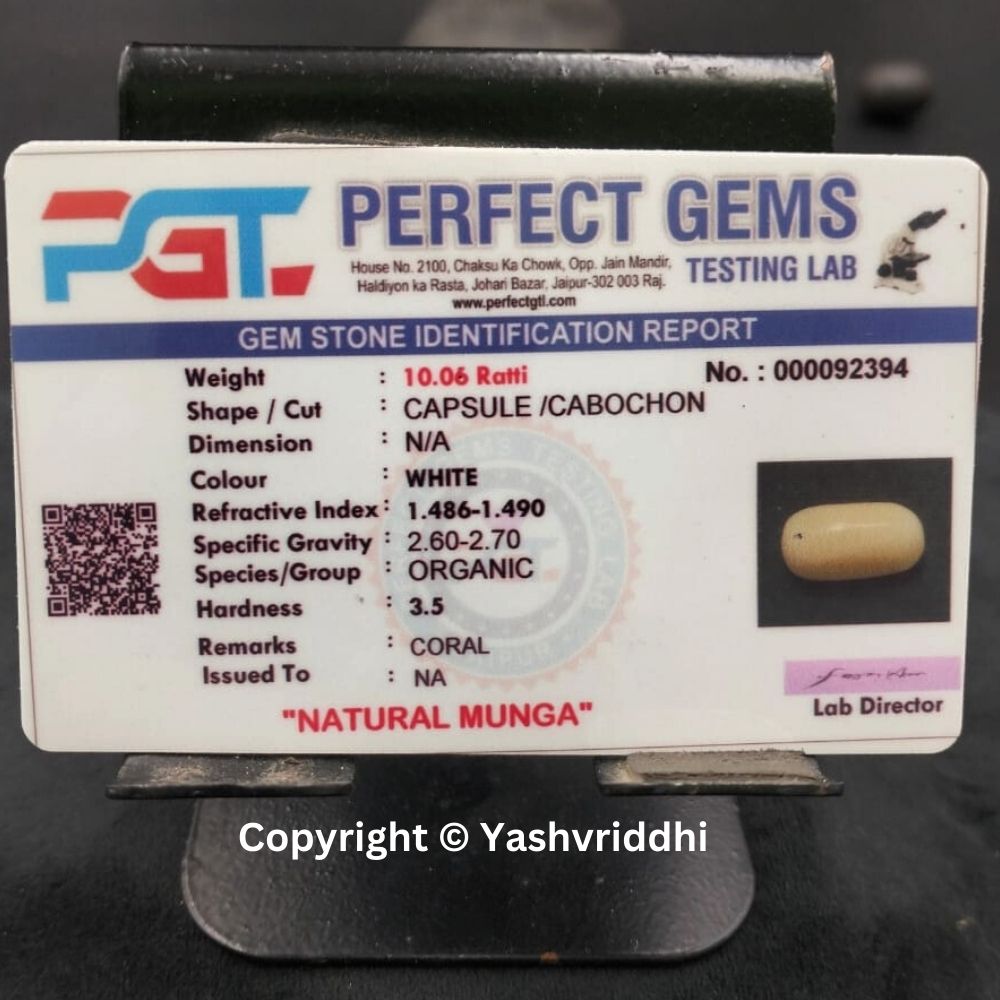 PGT.
PERFECT GEMS
House No. 2100, Chaksu Ka Chowk, Opp. Jain Mandir,
Haldiyon ka Rasta, Johari Bazar, Jaipur-302 003 Raj.
www.perfectgtl.com
TESTING LAB
GEM STONE IDENTIFICATION REPORT
No. : 000092394
Weight : 10.06 Ratti
Shape / Cut : CAPSULE /CABOCHON
Dimension : N/A
Colour : WHITE
Refractive Index : 1.486-1.490
Specific Gravity : 2.60-2.70
Species/Group : ORGANIC
Hardness : 3.5
Remarks : CORAL
Issued To : NA
"NATURAL MUNGA"
Lab Director
Copyright © Yashvriddhi